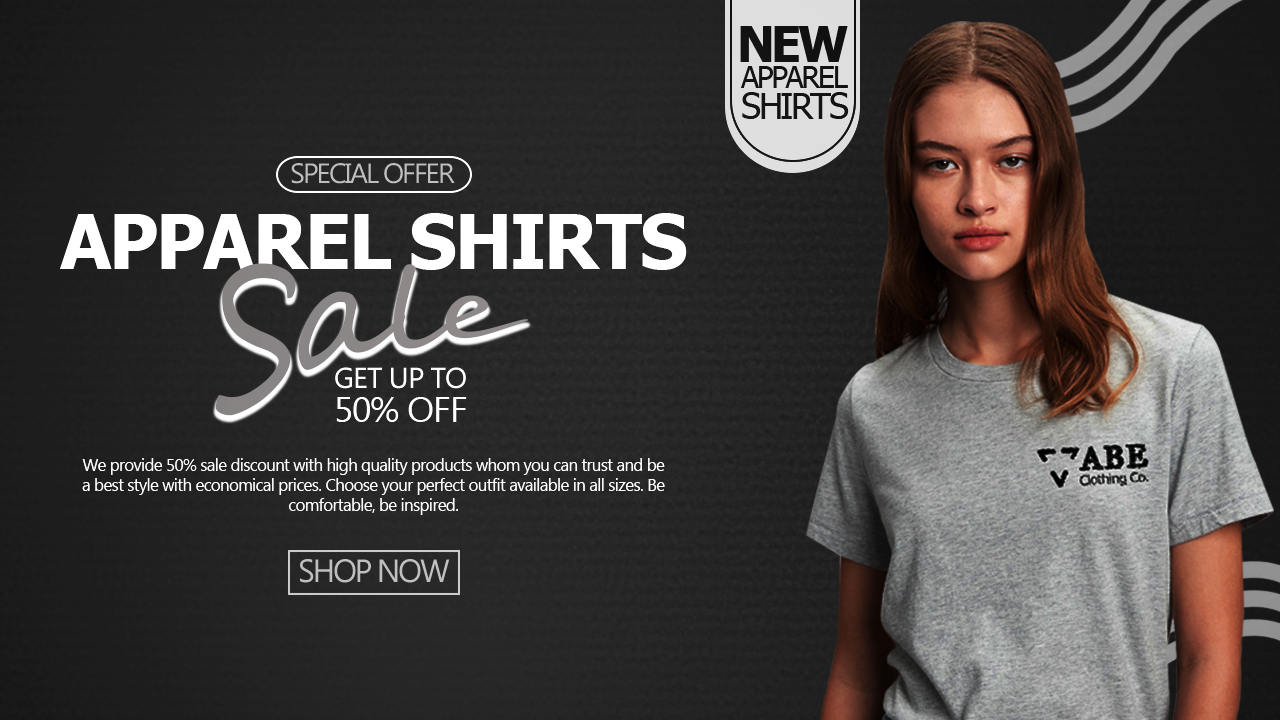 NEW
APPAREL
SHIRTS
SPECIAL OFFER
APPAREL SHIRTS
Sale
GET UP TO
50% OFF
We provide 50% sale discount with high quality products whom you can trust and be
a best style with economical prices. Choose your perfect outfit available in all sizes. Be
comfortable, be inspired.
SHOP NOW
ABE
Clothing Co.